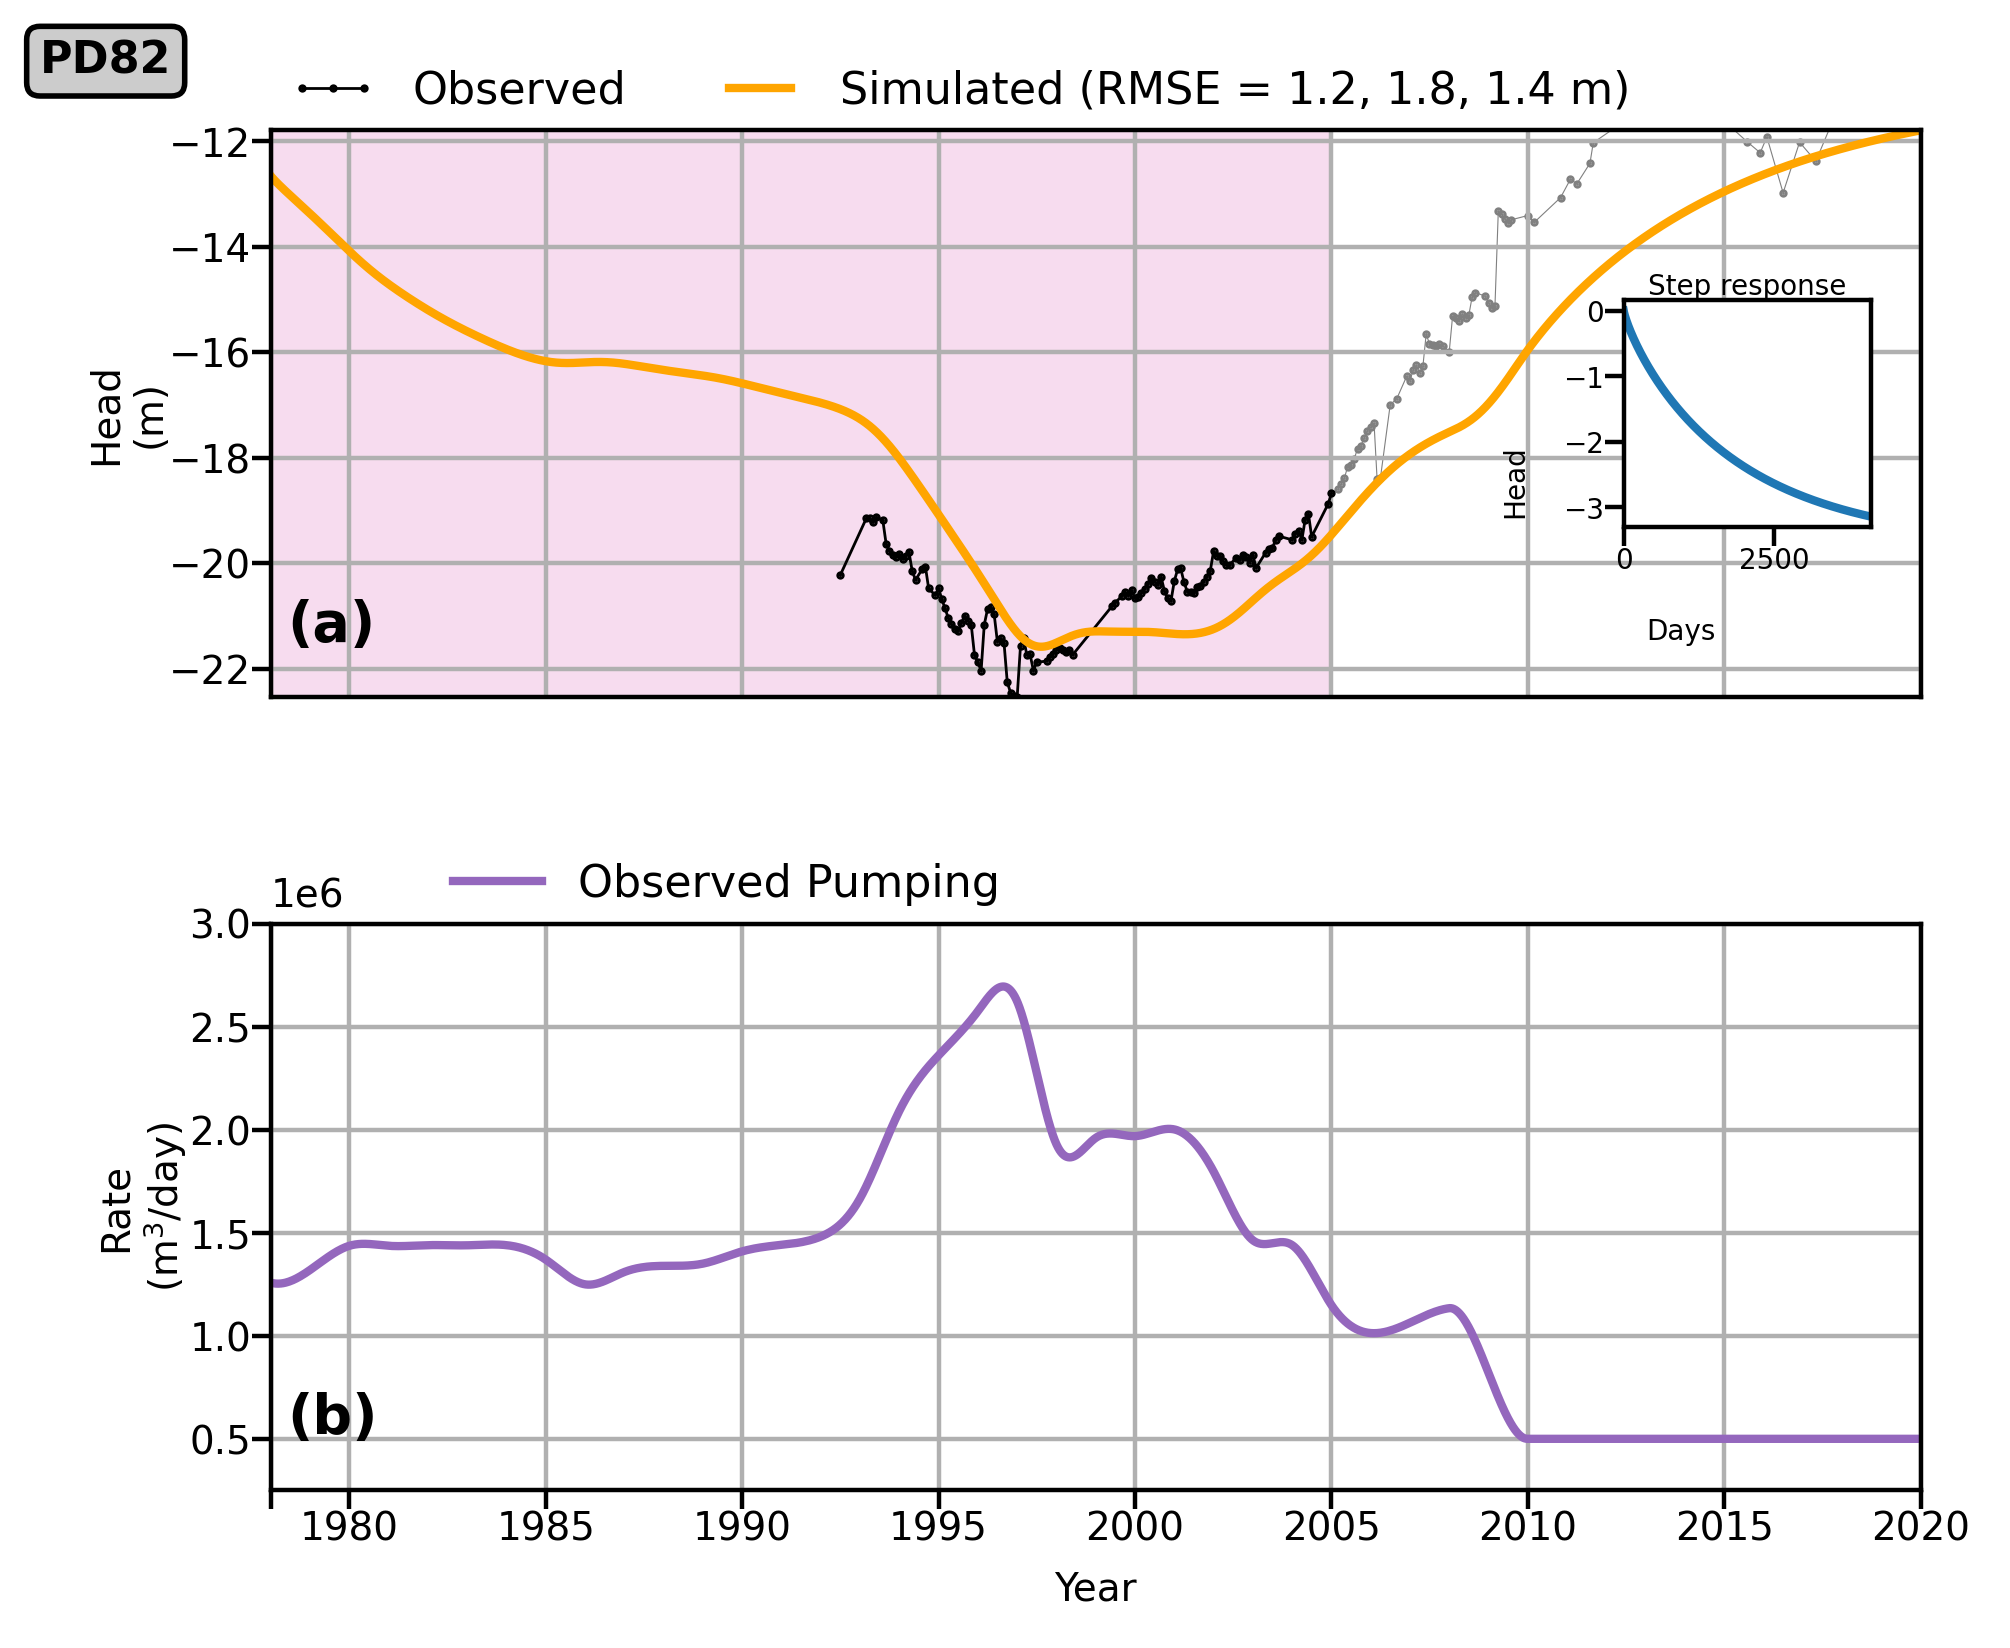 PD82
Observed
Simulated (RMSE = 1.2, 1.8, 1.4 m)
−12
−14
−16
−18
−20
−22
Head
(m)
(a)
Step response
0
−1
−2
−3
Head
0
2500
Days
1e6
Observed Pumping
3.0
2.5
2.0
1.5
1.0
0.5
Rate
(m³/day)
(b)
1980
1985
1990
1995
2000
2005
2010
2015
2020
Year